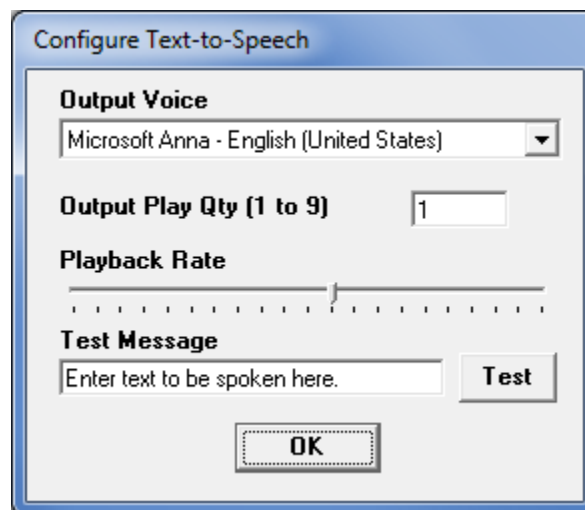 Configure Text-to-Speech
Output Voice
Microsoft Anna - English (United States)
Output Play Qty (1 to 9) 1
Playback Rate
Test Message
Enter text to be spoken here. Test
OK